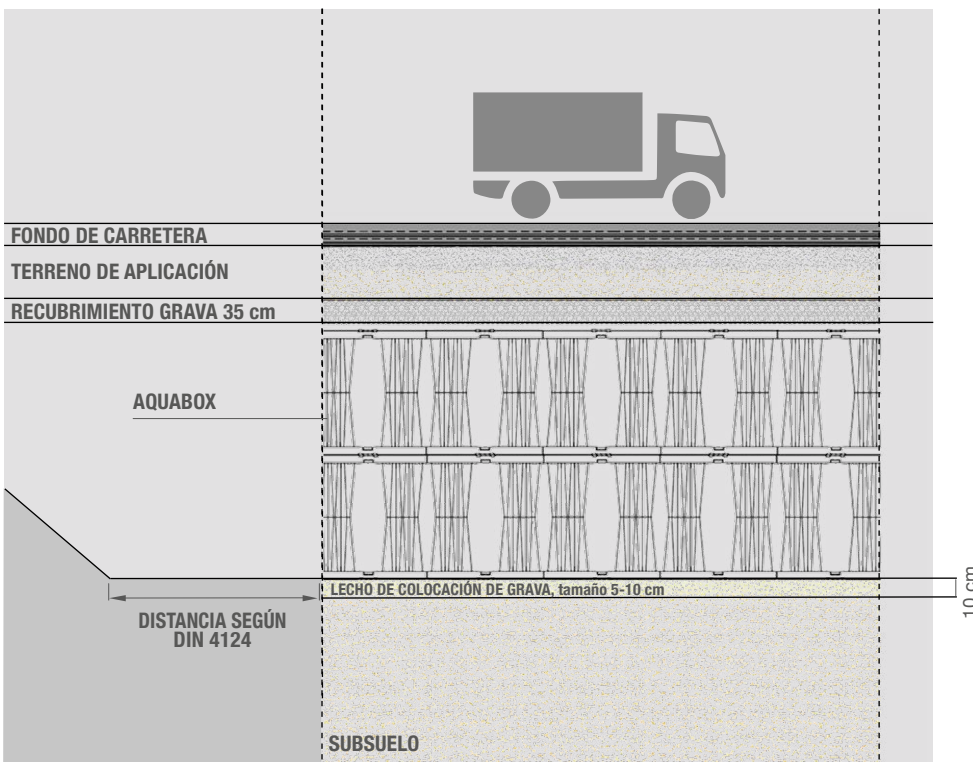 FONDO DE CARRETERA
TERRENO DE APLICACIÓN
RECUBRIMIENTO GRAVA 35 cm
AQUABOX
LECHO DE COLOCACIÓN DE GRAVA, tamaño 5-10 cm
10 cm
DISTANCIA SEGÚN
DIN 4124
SUBSUELO